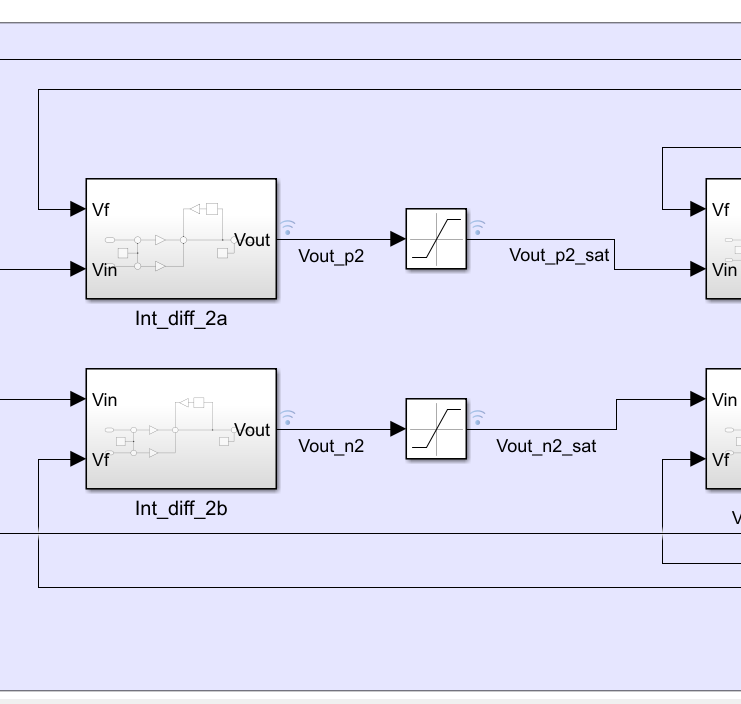 Vf
Vin
Vout
Int_diff_2a
Vout_p2
Vout_p2_sat
Vf
Vin
Vin
Vf
Vout
Int_diff_2b
Vout_n2
Vout_n2_sat
Vin
Vf
V